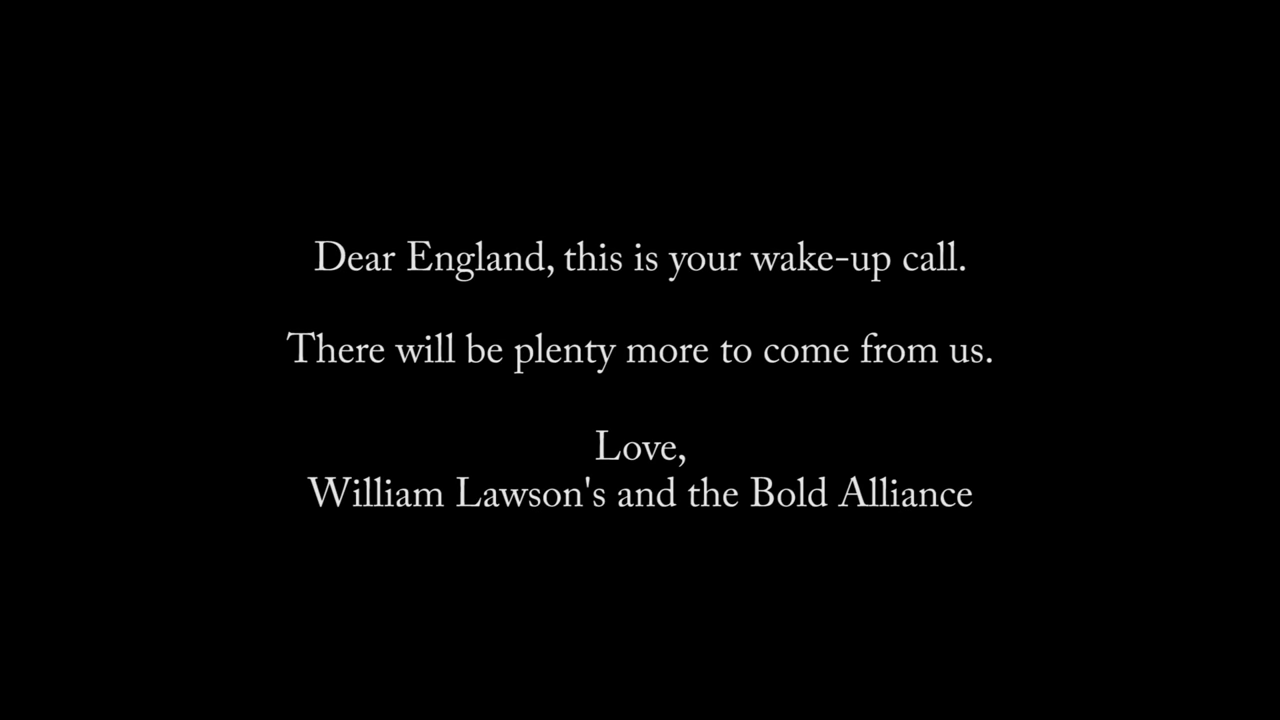 Dear England, this is your wake-up call.
There will be plenty more to come from us.
Love,
William Lawson's and the Bold Alliance